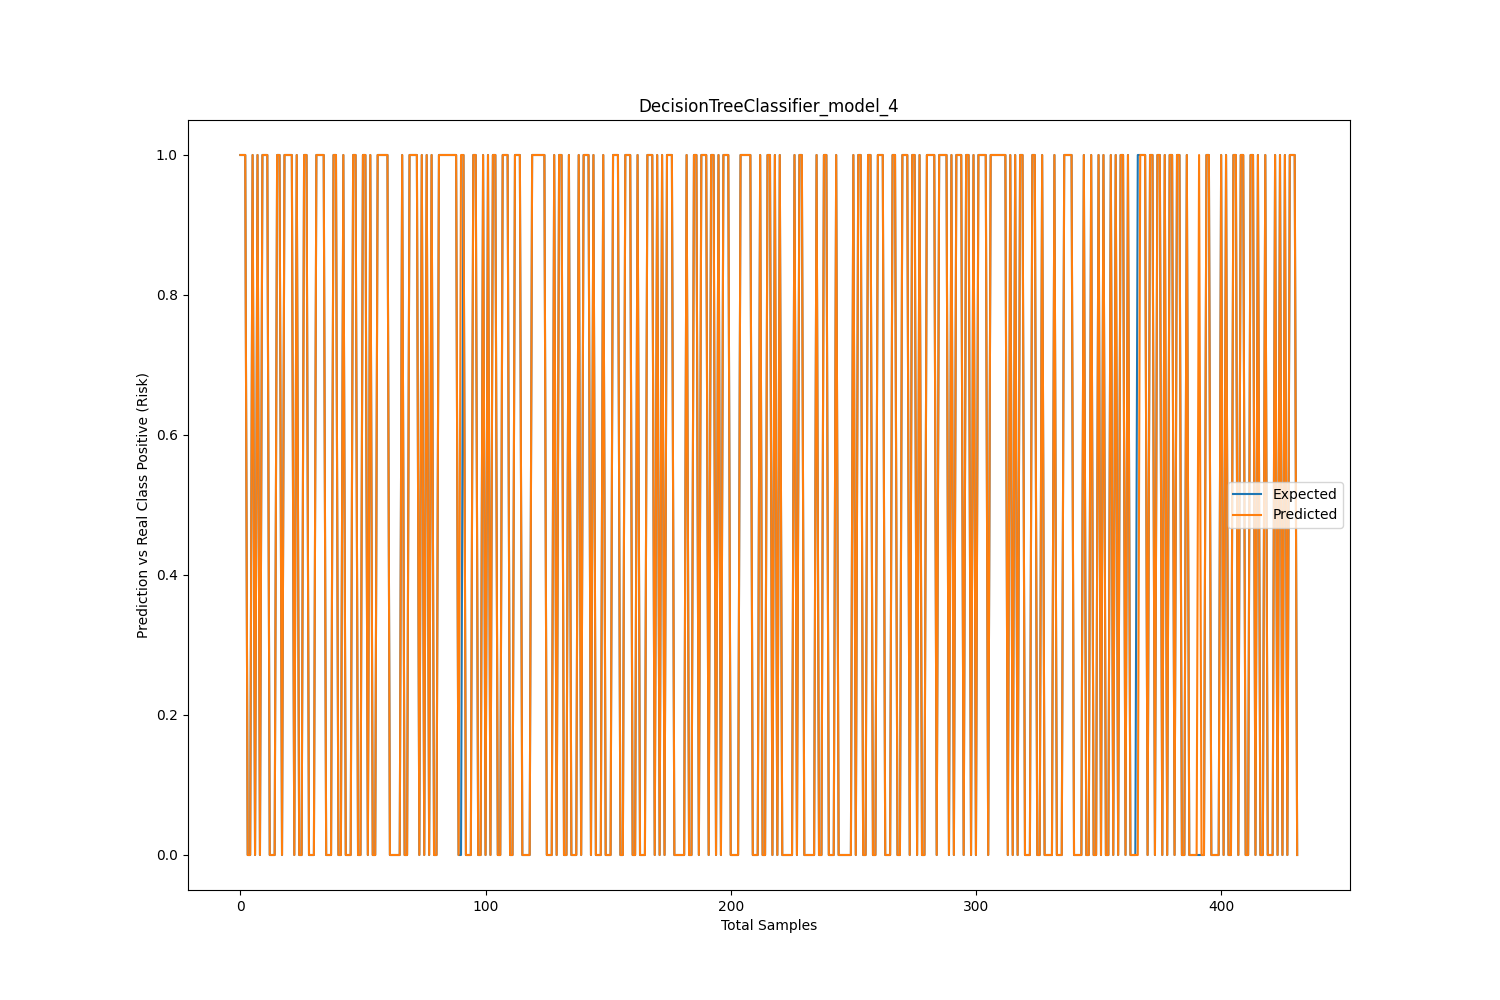 DecisionTreeClassifier_model_4
1.0
0.8
0.6
0.4
0.2
0.0
Prediction vs Real Class Positive (Risk)
Expected
Predicted
0
100
200
300
400
Total Samples